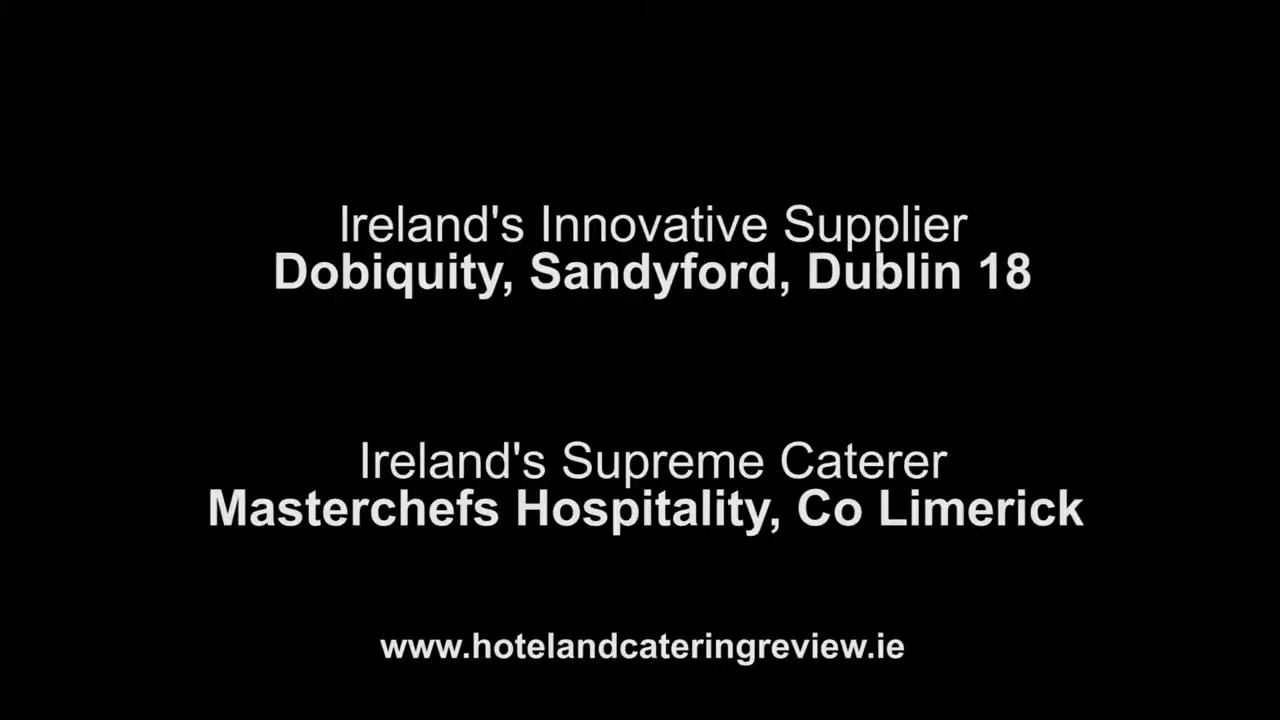 Ireland's Innovative Supplier
Dobiquity, Sandyford, Dublin 18
Ireland's Supreme Caterer
Masterchefs Hospitality, Co Limerick
www.hotelandcateringreview.ie